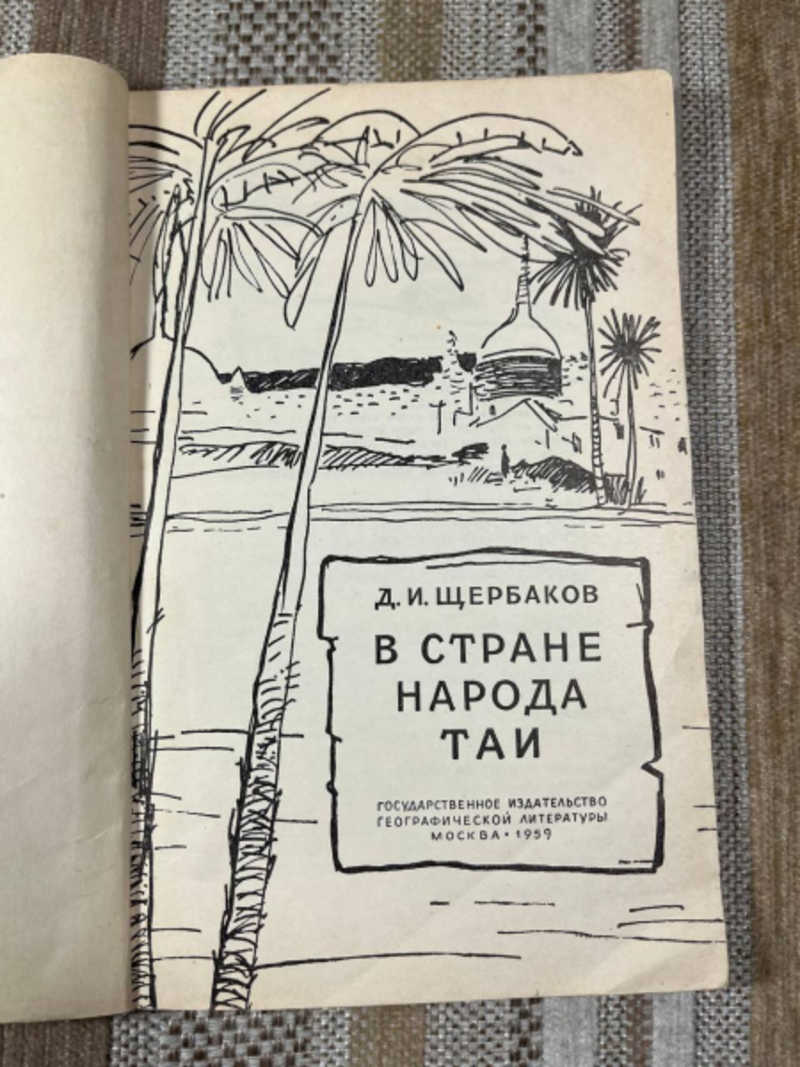 Д. И. ЩЕРБАКОВ
В СТРАНЕ
НАРОДА
ТАИ
ГОСУДАРСТВЕННОЕ ИЗДАТЕЛЬСТВО
ГЕОГРАФИЧЕСКОЙ ЛИТЕРАТУРЫ
МОСКВА • 1959